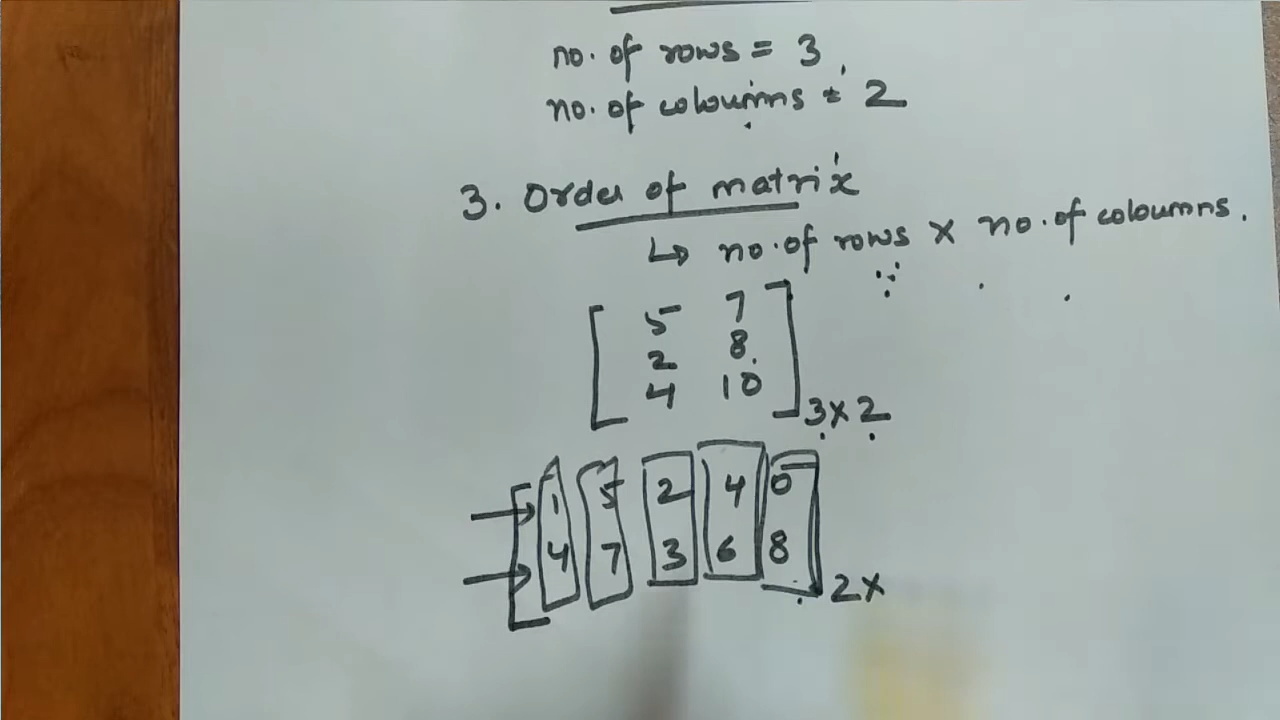 no. of rows = 3
no. of coloumns = 2
3. Order of matrix
↳ no. of rows × no. of coloumns.
5 7
2 8
4 10
3×2
1 5 2 4 0
4 7 3 6 8
2×